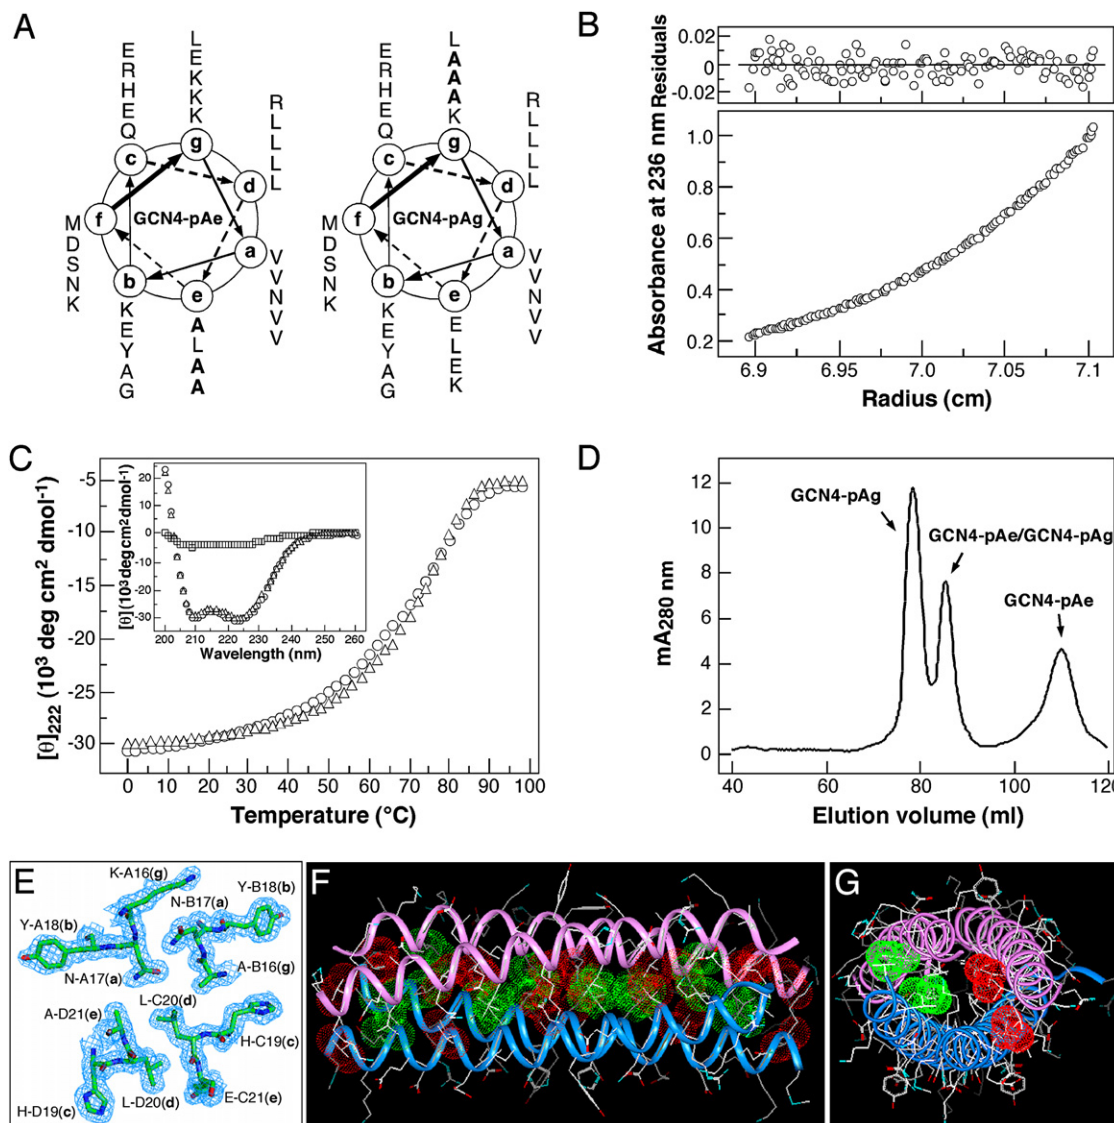 A
E
R
H
E
Q
c
L
E
K
K
K
g
R
L
L
L
L
d
f
GCN4-pAe
a
M
D
S
N
K
b
e
V
V
N
V
V
K
E
Y
A
G
A
L
A
A
E
R
H
E
Q
c
L
A
A
A
K
g
R
L
L
L
L
d
f
GCN4-pAg
a
M
D
S
N
K
b
e
V
V
N
V
V
K
E
Y
A
G
E
L
E
K
B
0.02
0
-0.02
Residuals
1.0
0.8
0.6
0.4
0.2
Absorbance at 236 nm
6.9 6.95 7.0 7.05 7.1
Radius (cm)
C
-5
-10
-15
-20
-25
-30
[θ]222 (10³ deg cm² dmol-1)
0 10 20 30 40 50 60 70 80 90 100
Temperature (°C)
20
10
0
-10
-20
-30
[θ] (10³ deg cm² dmol-1)
200 210 220 230 240 250 260
Wavelength (nm)
D
12
10
8
6
4
2
0
mA280 nm
GCN4-pAg
GCN4-pAe/GCN4-pAg
GCN4-pAe
40 60 80 100 120
Elution volume (ml)
E
K-A16(g)
Y-B18(b)
N-B17(a)
Y-A18(b)
A-B16(g)
N-A17(a)
L-C20(d)
A-D21(e)
H-C19(c)
L-D20(d)
E-C21(e)
H-D19(c)
F
G